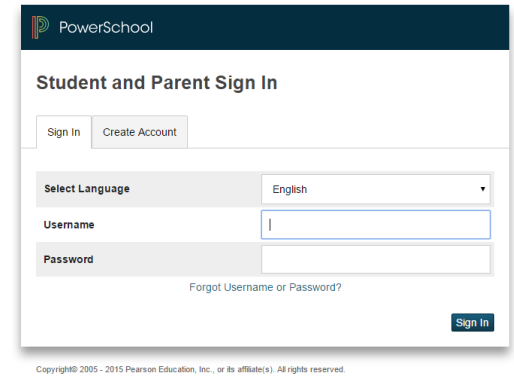 PowerSchool
Student and Parent Sign In
Sign In
Create Account
Select Language
English
Username
Password
Forgot Username or Password?
Sign In
Copyright© 2005 - 2015 Pearson Education, Inc., or its affiliate(s). All rights reserved.